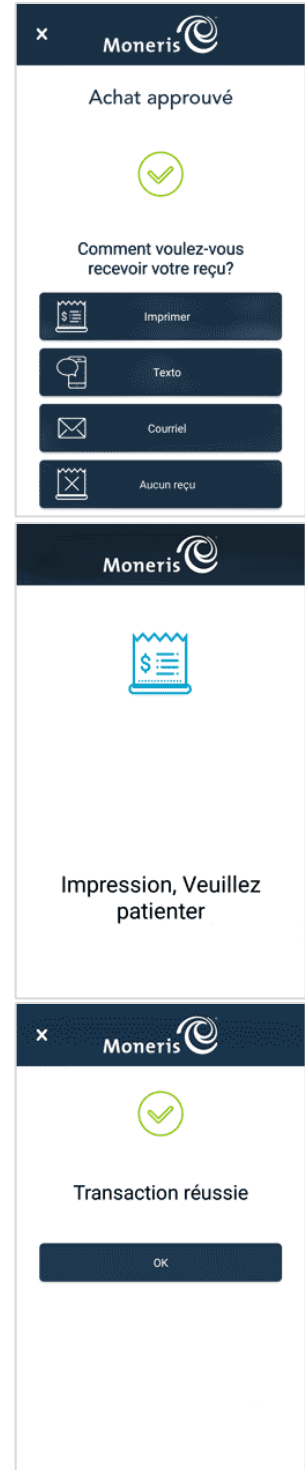 ×
Moneris
Achat approuvé
Comment voulez-vous
recevoir votre reçu?
$
Imprimer
Texto
Courriel
Aucun reçu
Moneris
$
Impression, Veuillez
patienter
×
Moneris
Transaction réussie
OK